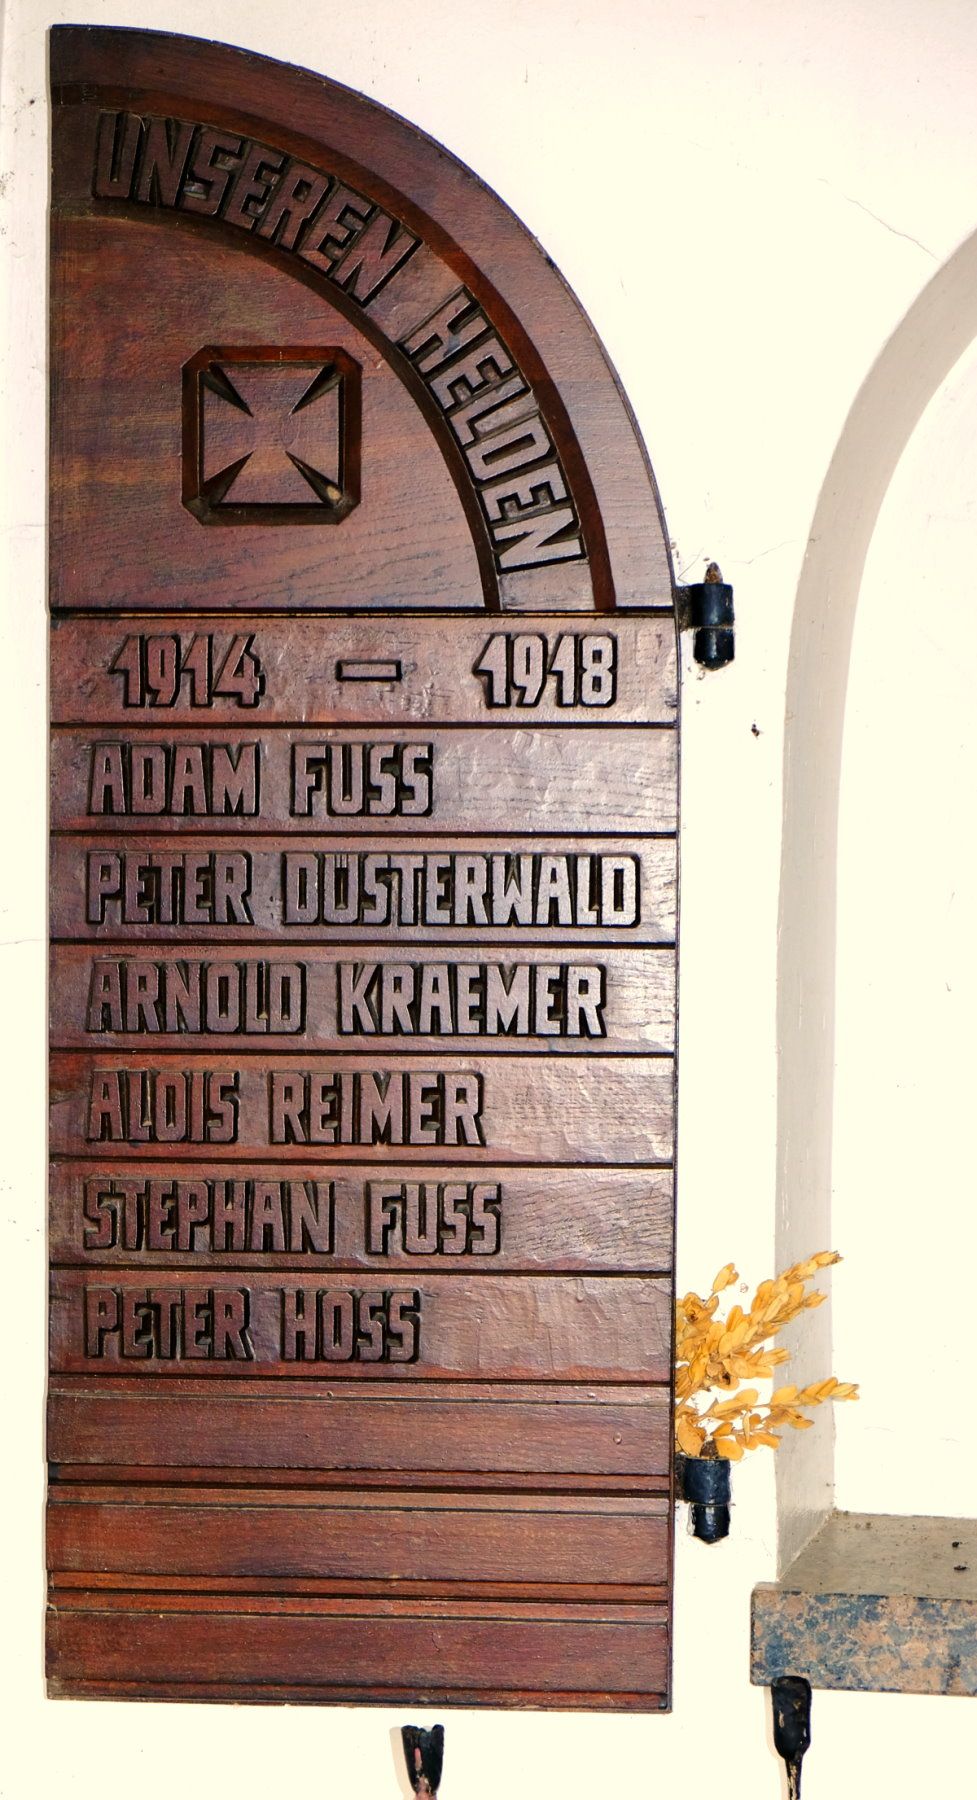 UNSEREN HELDEN
1914 – 1918
ADAM FUSS
PETER DÜSTERWALD
ARNOLD KRAEMER
ALOIS REIMER
STEPHAN FUSS
PETER HOSS